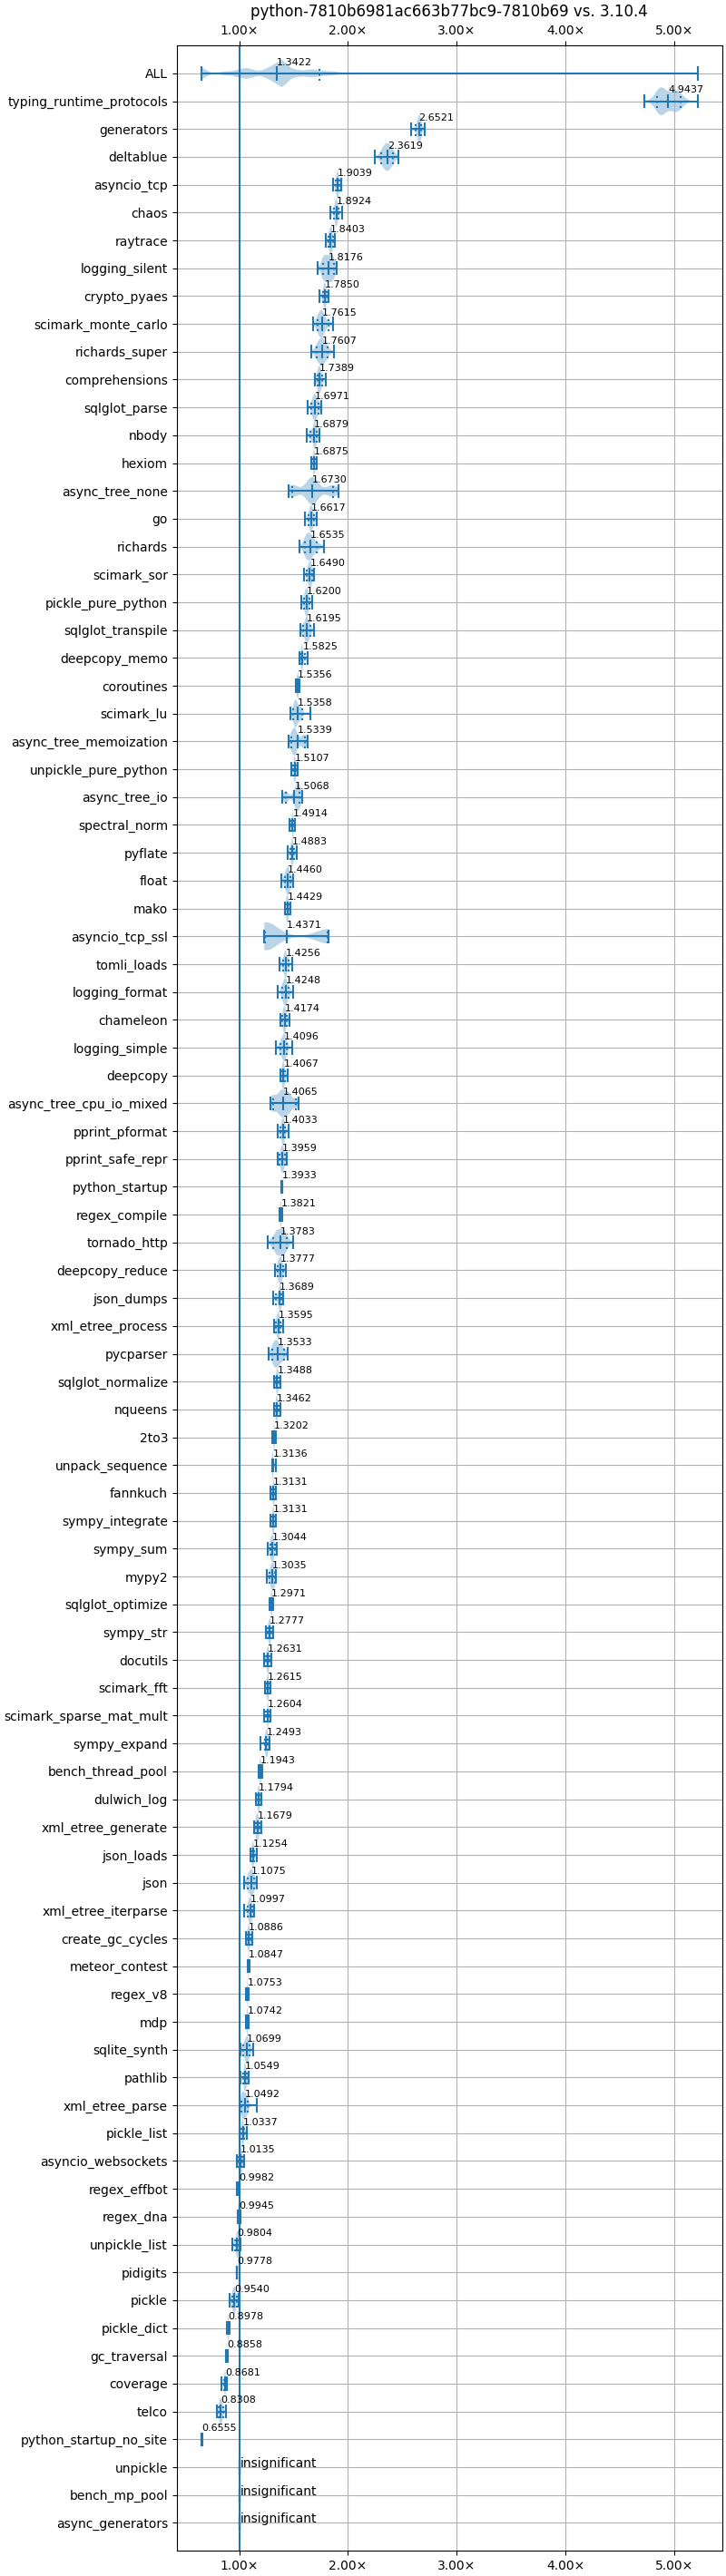 python-7810b6981ac663b77bc9-7810b69 vs. 3.10.4
1.00× 2.00× 3.00× 4.00× 5.00×
ALL 1.3422
typing_runtime_protocols 4.9437
generators 2.6521
deltablue 2.3619
asyncio_tcp 1.9039
chaos 1.8924
raytrace 1.8403
logging_silent 1.8176
crypto_pyaes 1.7850
scimark_monte_carlo 1.7615
richards_super 1.7607
comprehensions 1.7389
sqlglot_parse 1.6971
nbody 1.6879
hexiom 1.6875
async_tree_none 1.6730
go 1.6617
richards 1.6535
scimark_sor 1.6490
pickle_pure_python 1.6200
sqlglot_transpile 1.6195
deepcopy_memo 1.5825
coroutines 1.5356
scimark_lu 1.5358
async_tree_memoization 1.5339
unpickle_pure_python 1.5107
async_tree_io 1.5068
spectral_norm 1.4914
pyflate 1.4883
float 1.4460
mako 1.4429
asyncio_tcp_ssl 1.4371
tomli_loads 1.4256
logging_format 1.4248
chameleon 1.4174
logging_simple 1.4096
deepcopy 1.4067
async_tree_cpu_io_mixed 1.4065
pprint_pformat 1.4033
pprint_safe_repr 1.3959
python_startup 1.3933
regex_compile 1.3821
tornado_http 1.3783
deepcopy_reduce 1.3777
json_dumps 1.3689
xml_etree_process 1.3595
pycparser 1.3533
sqlglot_normalize 1.3488
nqueens 1.3462
2to3 1.3202
unpack_sequence 1.3136
fannkuch 1.3131
sympy_integrate 1.3131
sympy_sum 1.3044
mypy2 1.3035
sqlglot_optimize 1.2971
sympy_str 1.2777
docutils 1.2631
scimark_fft 1.2615
scimark_sparse_mat_mult 1.2604
sympy_expand 1.2493
bench_thread_pool 1.1943
dulwich_log 1.1794
xml_etree_generate 1.1679
json_loads 1.1254
json 1.1075
xml_etree_iterparse 1.0997
create_gc_cycles 1.0886
meteor_contest 1.0847
regex_v8 1.0753
mdp 1.0742
sqlite_synth 1.0699
pathlib 1.0549
xml_etree_parse 1.0492
pickle_list 1.0337
asyncio_websockets 1.0135
regex_effbot 0.9982
regex_dna 0.9945
unpickle_list 0.9804
pidigits 0.9778
pickle 0.9540
pickle_dict 0.8978
gc_traversal 0.8858
coverage 0.8681
telco 0.8308
python_startup_no_site 0.6555
unpickle insignificant
bench_mp_pool insignificant
async_generators insignificant
1.00× 2.00× 3.00× 4.00× 5.00×